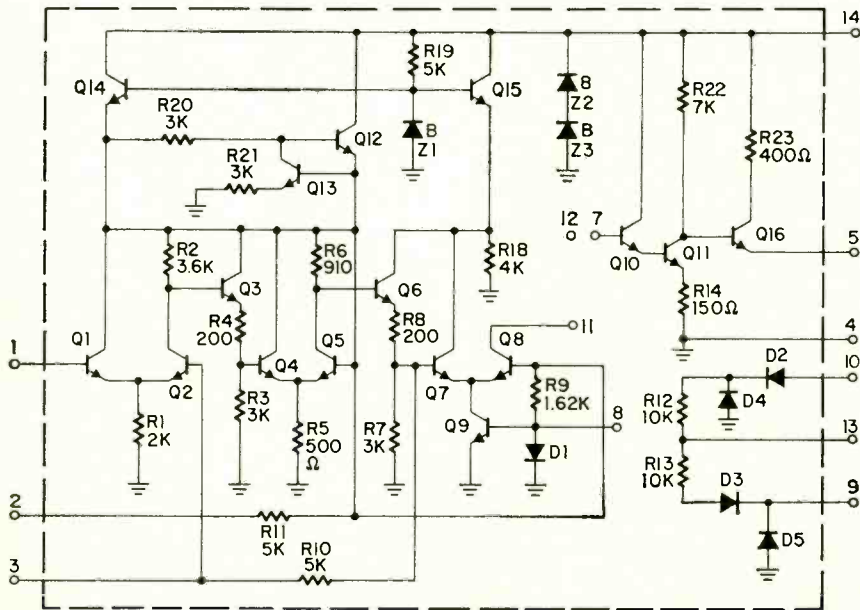 14
R19
5K
Q14
Q15
B
Z2
R22
7K
R20
3K
B
Z1
B
Z3
R23
400Ω
Q12
R21
3K
Q13
12
7
Q10
Q11
Q16
5
R2
3.6K
R6
910
R18
4K
Q3
Q6
R14
150Ω
R4
200
R8
200
11
4
Q1
Q4
Q5
Q8
1
D2
10
Q2
Q7
R9
1.62K
D4
R12
10K
R1
2K
R3
3K
R5
500
Ω
R7
3K
Q9
8
D1
13
R13
10K
D3
9
2
R11
5K
D5
R10
5K
3